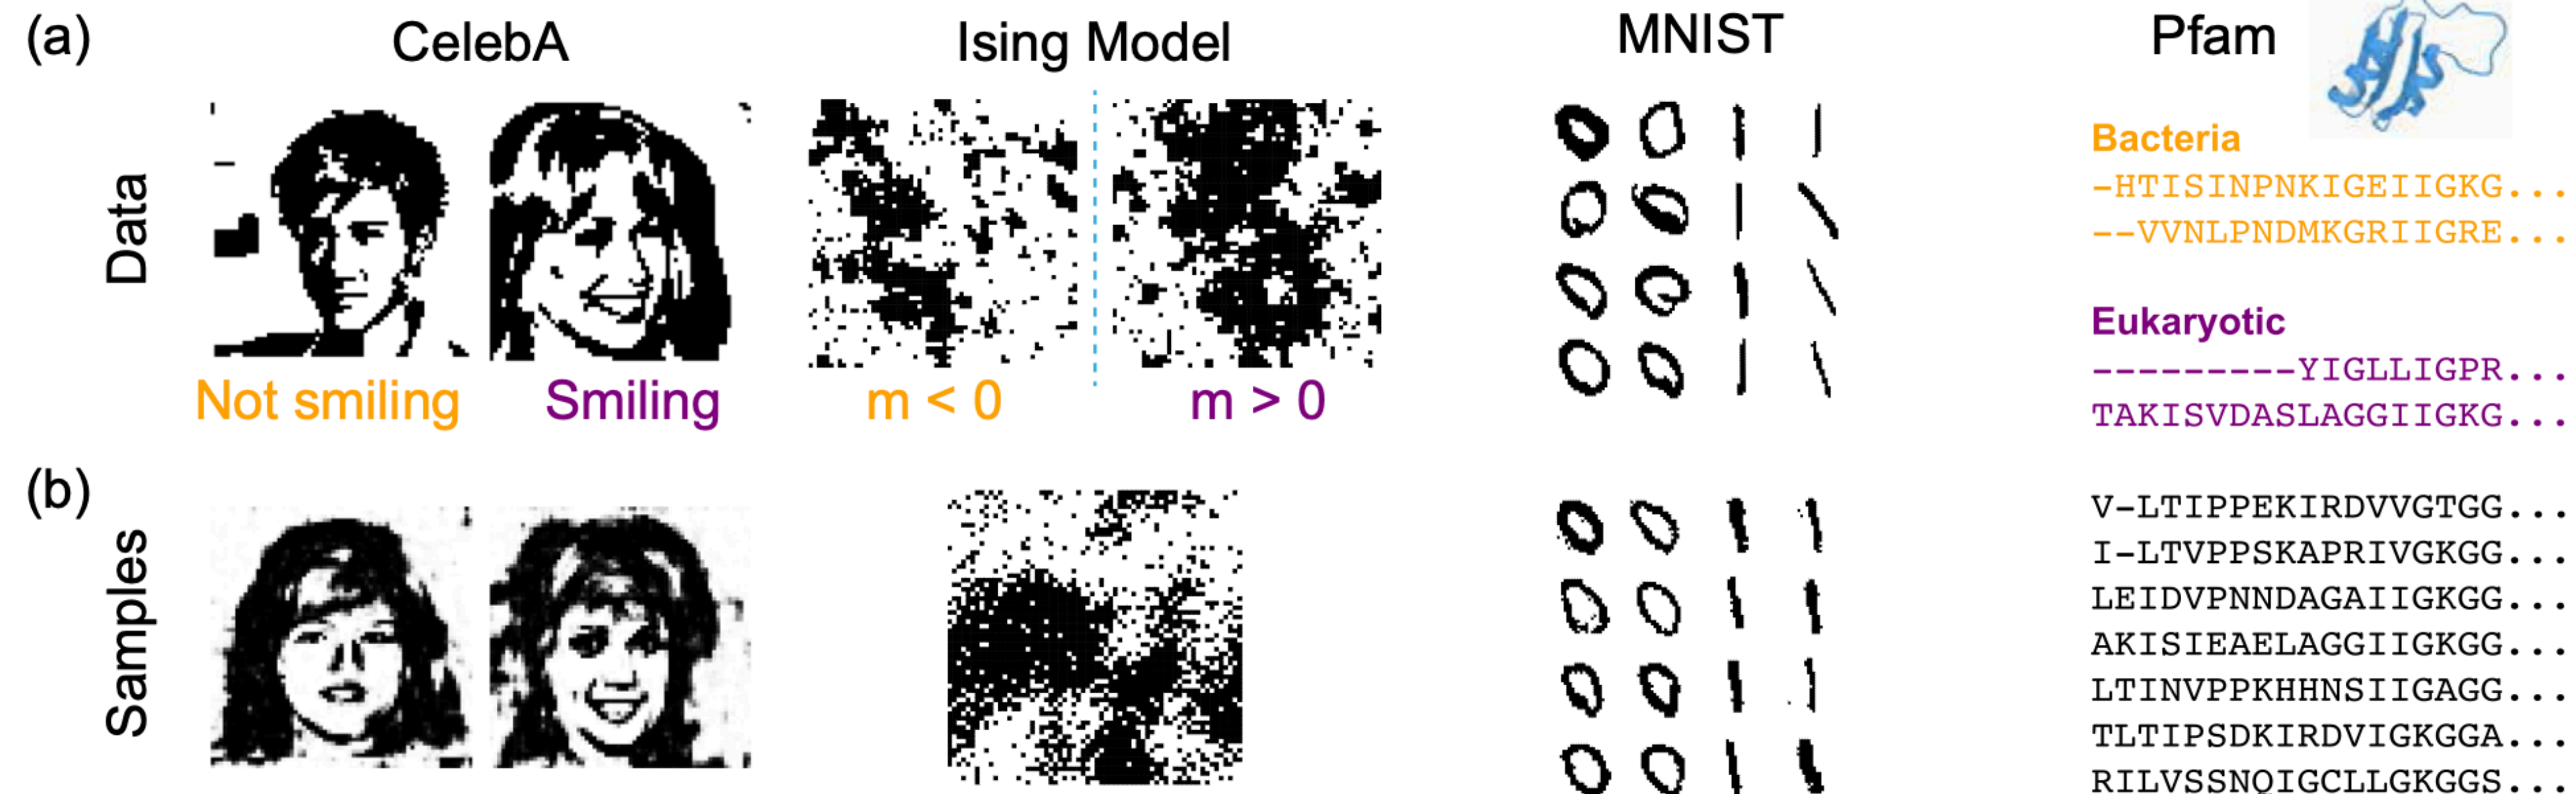 (a)
CelebA
Ising Model
MNIST
Pfam
Data
Not smiling
Smiling
m < 0
m > 0
Bacteria
-HTISINPNKIGEIIGKG...
--VVNLPNDMKGRIIGRE...
Eukaryotic
---------YIGLLIGPR...
TAKISVDASLAGGIIGKG...
(b)
Samples
V-LTIPPEKIRDVVGTGG...
I-LTVPPSKAPRIVGKGG...
LEIDVPNNDAGAIIGKGG...
AKISIEAELAGGIIGKGG...
LTINVPPKHHNSIIGAGG...
TLTIPSDKIRDVIGKGGA...
RILVSSNQIGCLLGKGGS...